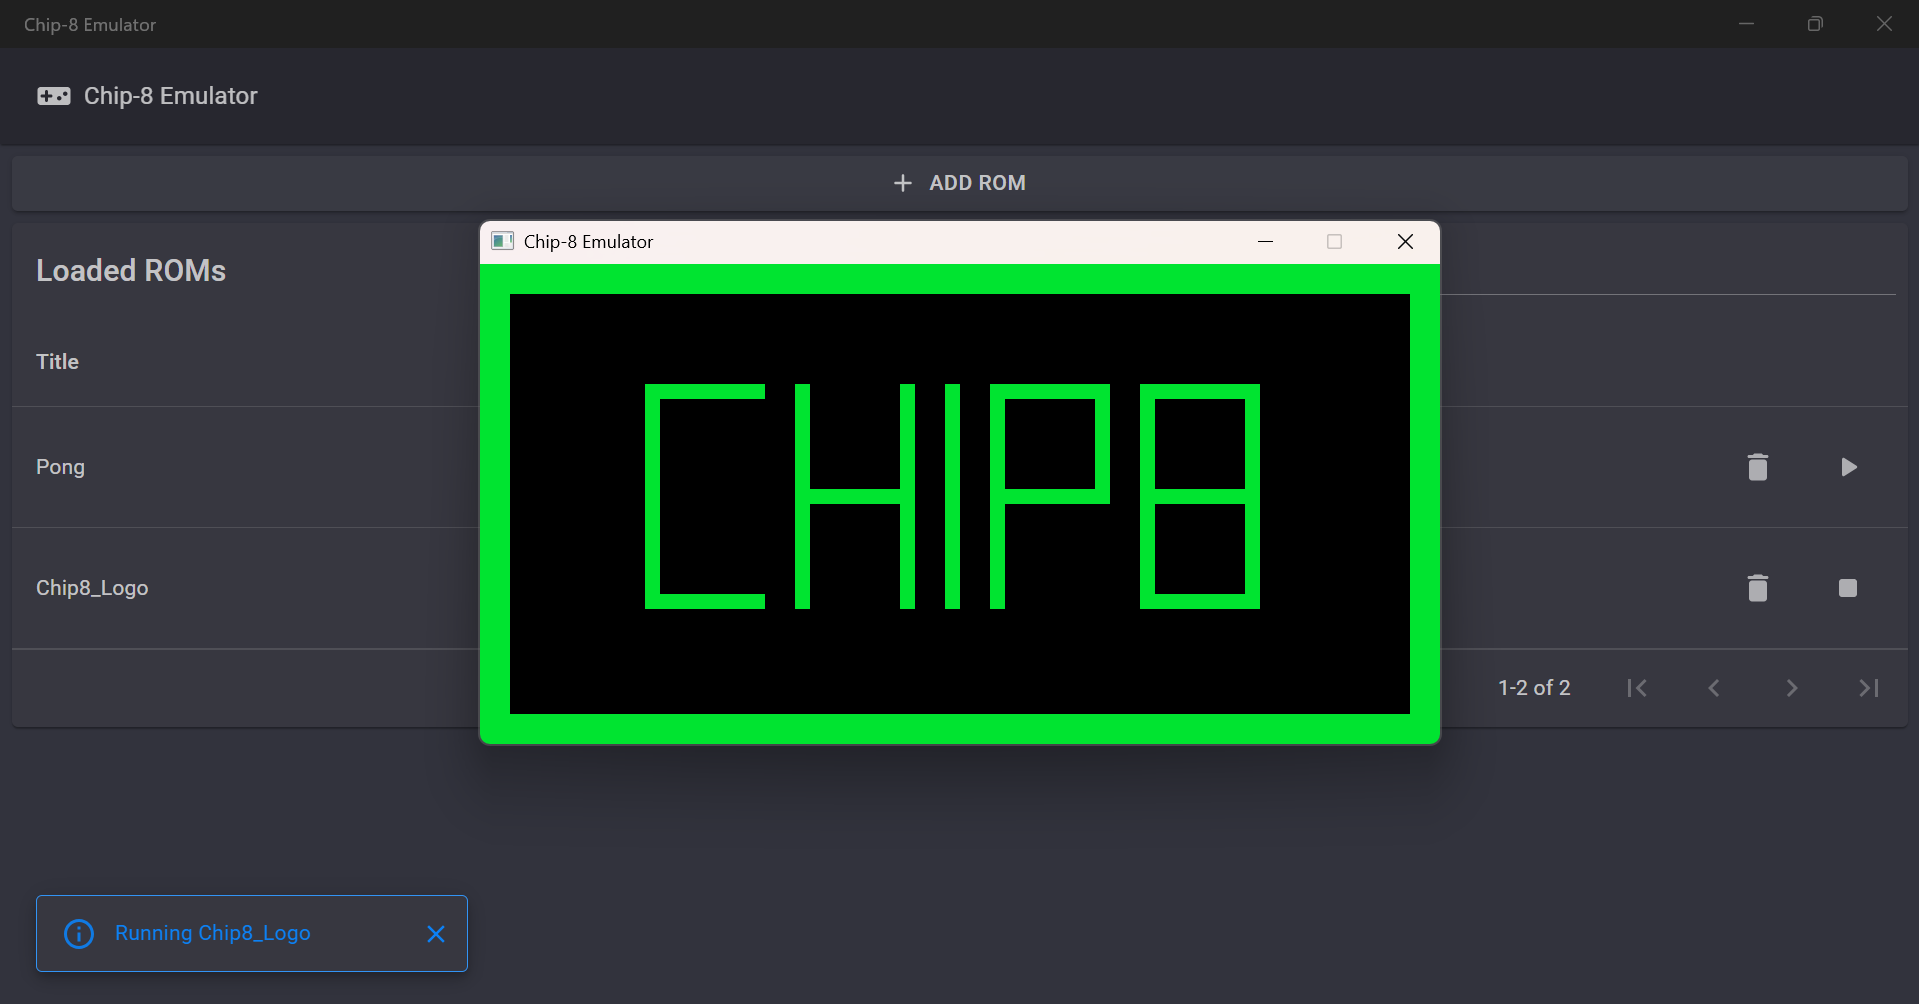 Chip-8 Emulator
Chip-8 Emulator
ADD ROM
Chip-8 Emulator
Loaded ROMs
CHIP8
Title
Pong
Chip8_Logo
1-2 of 2
Running Chip8_Logo